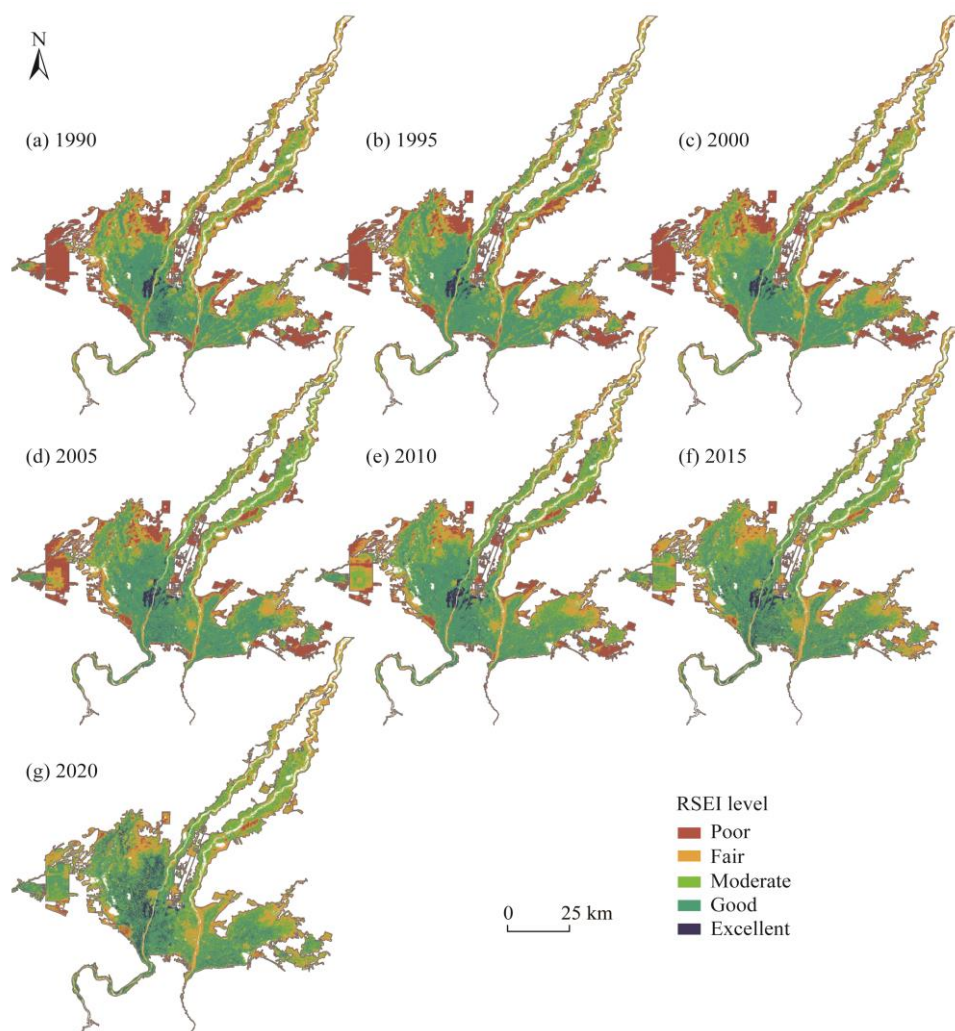 N
(a) 1990
(b) 1995
(c) 2000
(d) 2005
(e) 2010
(f) 2015
(g) 2020
RSEI level
Poor
Fair
Moderate
Good
Excellent
0 25 km